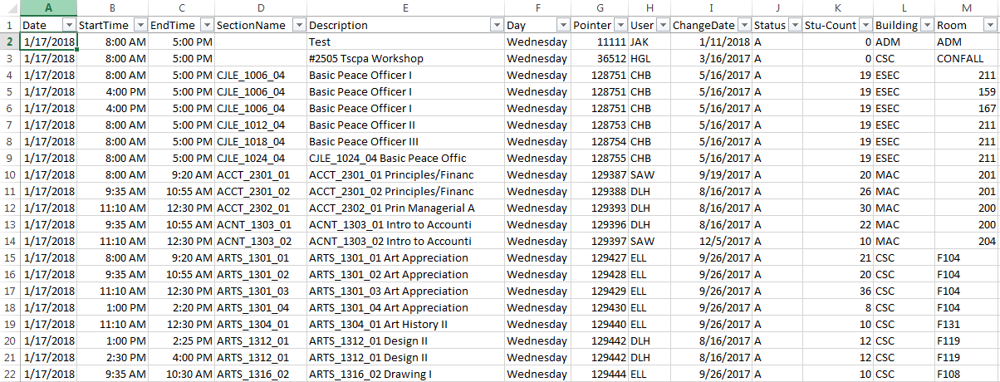 A B C D E F G H I J K L M
1 Date StartTime EndTime SectionName Description Day Pointer User ChangeDate Status Stu-Count Building Room
2 1/17/2018 8:00 AM 5:00 PM Test Wednesday 11111 JAK 1/11/2018 A 0 ADM ADM
3 1/17/2018 8:00 AM 5:00 PM #2505 Tscpa Workshop Wednesday 36512 HGL 3/16/2017 A 0 CSC CONFALL
4 1/17/2018 8:00 AM 5:00 PM CJLE_1006_04 Basic Peace Officer I Wednesday 128751 CHB 5/16/2017 A 19 ESEC 211
5 1/17/2018 4:00 PM 5:00 PM CJLE_1006_04 Basic Peace Officer I Wednesday 128751 CHB 5/16/2017 A 19 ESEC 159
6 1/17/2018 4:00 PM 5:00 PM CJLE_1006_04 Basic Peace Officer I Wednesday 128751 CHB 5/16/2017 A 19 ESEC 167
7 1/17/2018 8:00 AM 5:00 PM CJLE_1012_04 Basic Peace Officer II Wednesday 128753 CHB 5/16/2017 A 19 ESEC 211
8 1/17/2018 8:00 AM 5:00 PM CJLE_1018_04 Basic Peace Officer III Wednesday 128754 CHB 5/16/2017 A 19 ESEC 211
9 1/17/2018 8:00 AM 5:00 PM CJLE_1024_04 CJLE_1024_04 Basic Peace Offic Wednesday 128755 CHB 5/16/2017 A 19 ESEC 211
10 1/17/2018 8:00 AM 9:20 AM ACCT_2301_01 ACCT_2301_01 Principles/Financ Wednesday 129387 SAW 9/19/2017 A 20 MAC 201
11 1/17/2018 9:35 AM 10:55 AM ACCT_2301_02 ACCT_2301_02 Principles/Financ Wednesday 129388 DLH 8/16/2017 A 26 MAC 201
12 1/17/2018 11:10 AM 12:30 PM ACCT_2302_01 ACCT_2302_01 Prin Managerial A Wednesday 129393 DLH 8/16/2017 A 30 MAC 200
13 1/17/2018 9:35 AM 10:55 AM ACNT_1303_01 ACNT_1303_01 Intro to Accounti Wednesday 129396 DLH 8/16/2017 A 22 MAC 200
14 1/17/2018 11:10 AM 12:30 PM ACNT_1303_02 ACNT_1303_02 Intro to Accounti Wednesday 129397 SAW 12/5/2017 A 10 MAC 204
15 1/17/2018 8:00 AM 9:20 AM ARTS_1301_01 ARTS_1301_01 Art Appreciation Wednesday 129427 ELL 9/26/2017 A 21 CSC F104
16 1/17/2018 9:35 AM 10:55 AM ARTS_1301_02 ARTS_1301_02 Art Appreciation Wednesday 129428 ELL 9/26/2017 A 20 CSC F104
17 1/17/2018 11:10 AM 12:30 PM ARTS_1301_03 ARTS_1301_03 Art Appreciation Wednesday 129429 ELL 9/26/2017 A 36 CSC F104
18 1/17/2018 1:00 PM 2:20 PM ARTS_1301_04 ARTS_1301_04 Art Appreciation Wednesday 129430 ELL 9/26/2017 A 8 CSC F104
19 1/17/2018 11:10 AM 12:30 PM ARTS_1304_01 ARTS_1304_01 Art History II Wednesday 129440 ELL 9/26/2017 A 10 CSC F131
20 1/17/2018 1:00 PM 2:25 PM ARTS_1312_01 ARTS_1312_01 Design II Wednesday 129442 DLH 8/16/2017 A 12 CSC F119
21 1/17/2018 2:30 PM 4:00 PM ARTS_1312_01 ARTS_1312_01 Design II Wednesday 129442 DLH 8/16/2017 A 12 CSC F119
22 1/17/2018 9:35 AM 10:30 AM ARTS_1316_02 ARTS_1316_02 Drawing I Wednesday 129444 ELL 9/26/2017 A 10 CSC F108